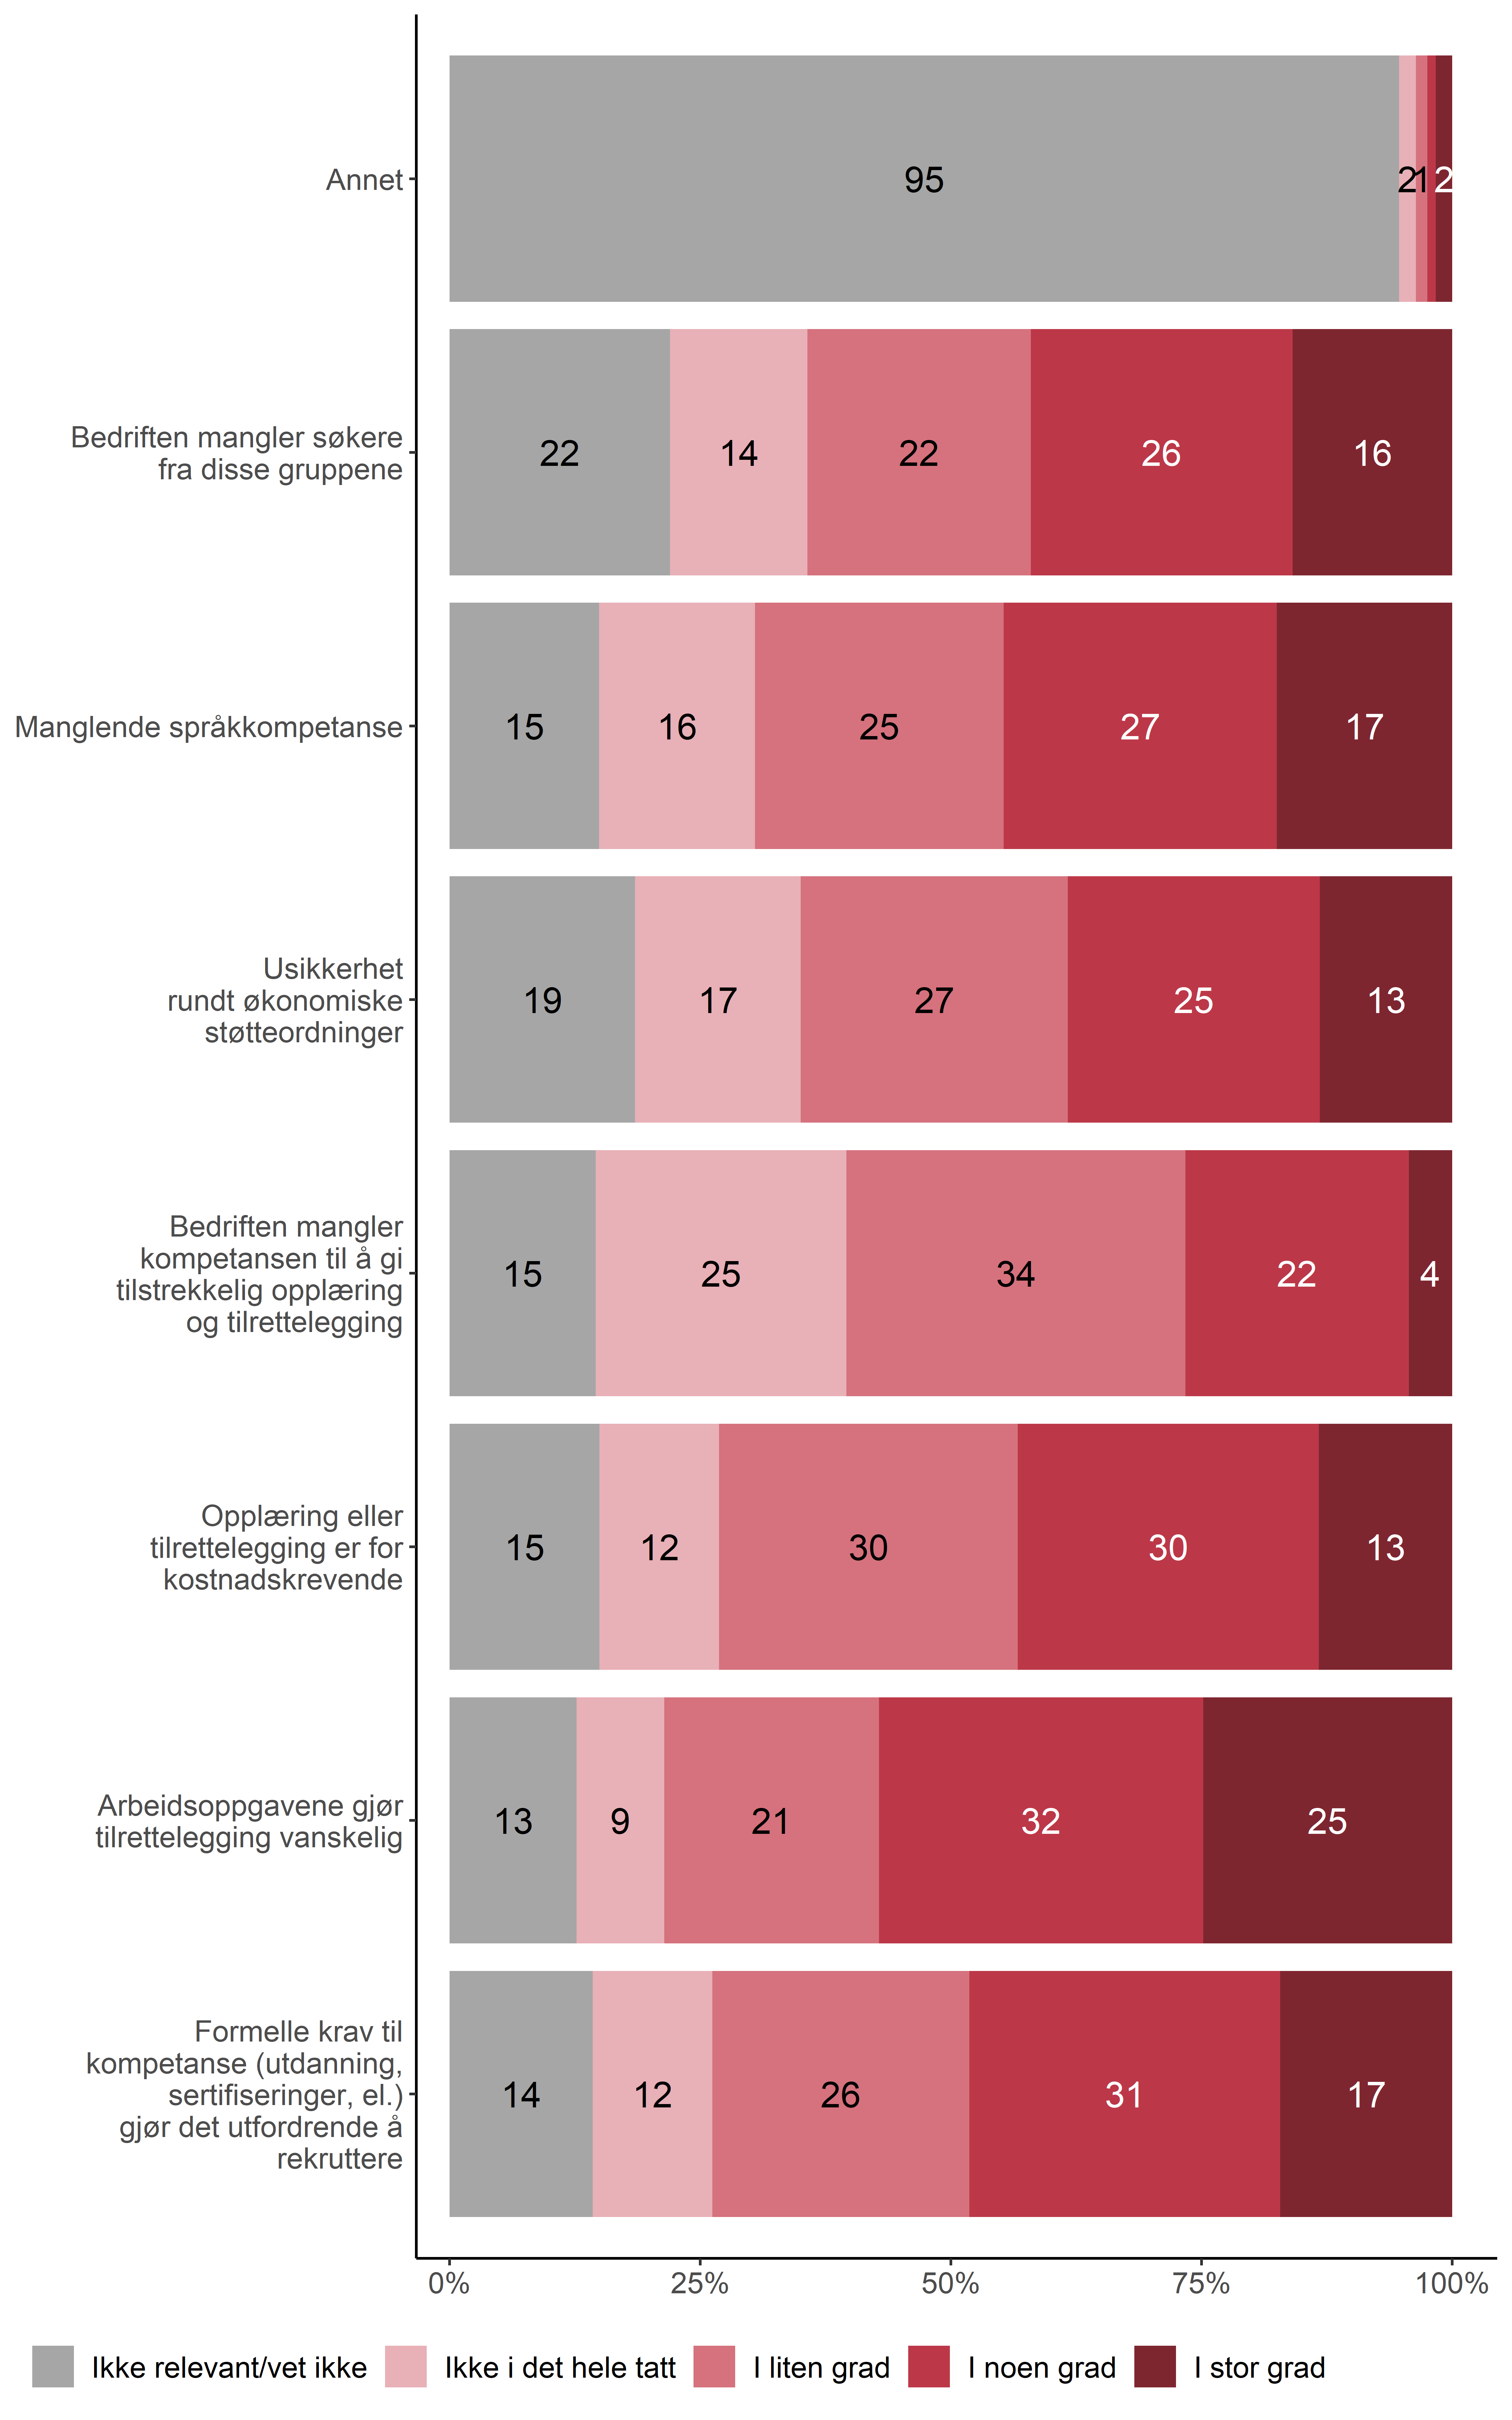 Annet
95
2
1
2
Bedriften mangler søkere
fra disse gruppene
22
14
22
26
16
Manglende språkkompetanse
15
16
25
27
17
Usikkerhet
rundt økonomiske
støtteordninger
19
17
27
25
13
Bedriften mangler
kompetansen til å gi
tilstrekkelig opplæring
og tilrettelegging
15
25
34
22
4
Opplæring eller
tilrettelegging er for
kostnadskrevende
15
12
30
30
13
Arbeidsoppgavene gjør
tilrettelegging vanskelig
13
9
21
32
25
Formelle krav til
kompetanse (utdanning,
sertifiseringer, el.)
gjør det utfordrende å
rekruttere
14
12
26
31
17
0% 25% 50% 75% 100%
Ikke relevant/vet ikke Ikke i det hele tatt I liten grad I noen grad I stor grad